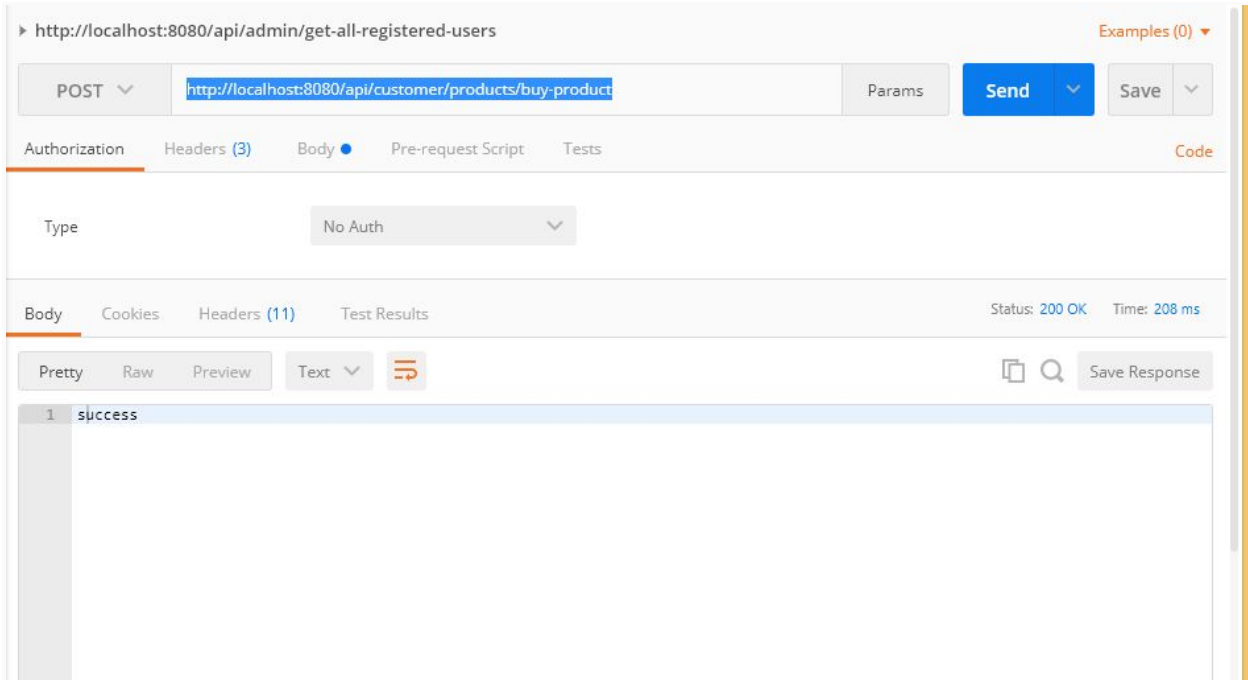 http://localhost:8080/api/admin/get-all-registered-users Examples (0)
POST http://localhost:8080/api/customer/products/buy-product Params Send Save
Authorization Headers (3) Body Pre-request Script Tests Code
Type No Auth
Body Cookies Headers (11) Test Results Status: 200 OK Time: 208 ms
Pretty Raw Preview Text Save Response
1 success